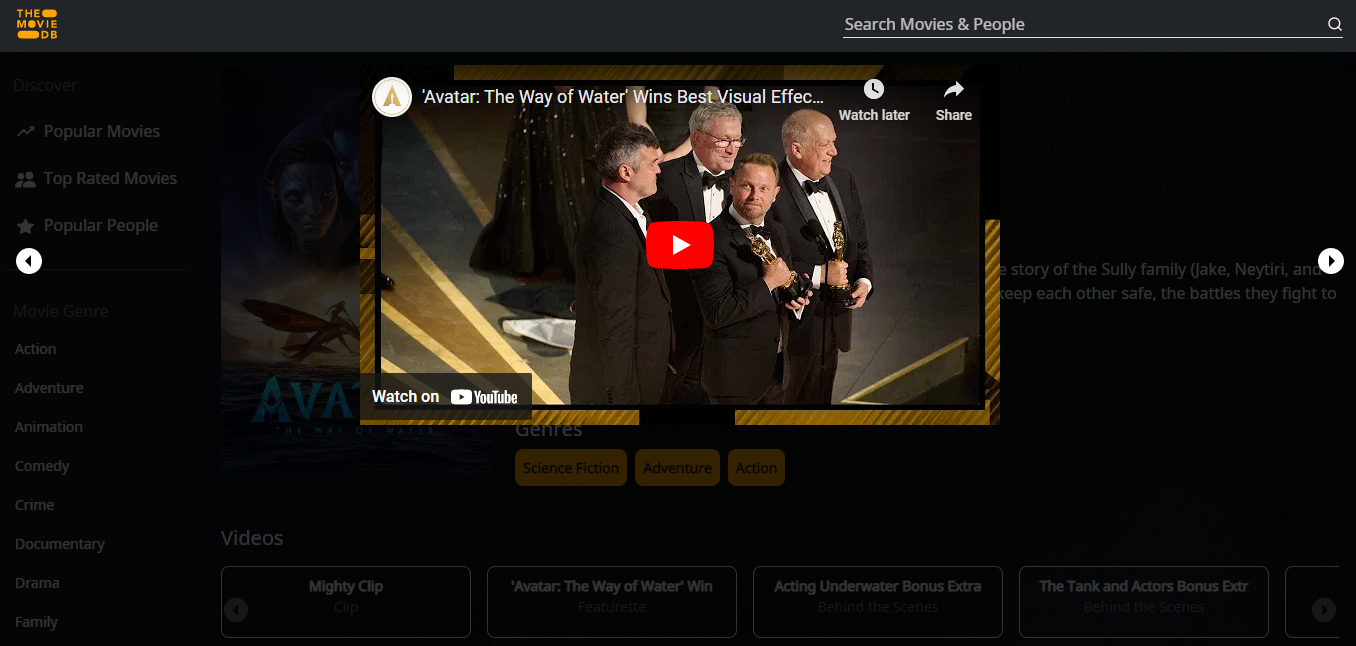 THE
MOVIE
DB
Search Movies & People
Discover
Popular Movies
Top Rated Movies
Popular People
Movie Genre
Action
Adventure
Animation
Comedy
Crime
Documentary
Drama
Family
'Avatar: The Way of Water' Wins Best Visual Effec...
Watch later
Share
Watch on YouTube
story of the Sully family (Jake, Neytiri, and
keep each other safe, the battles they fight to
AVAT
THE WAY OF WATER
Genres
Science Fiction
Adventure
Action
Videos
Mighty Clip
Clip
'Avatar: The Way of Water' Win
Featurette
Acting Underwater Bonus Extra
Behind the Scenes
The Tank and Actors Bonus Extr
Behind the Scenes